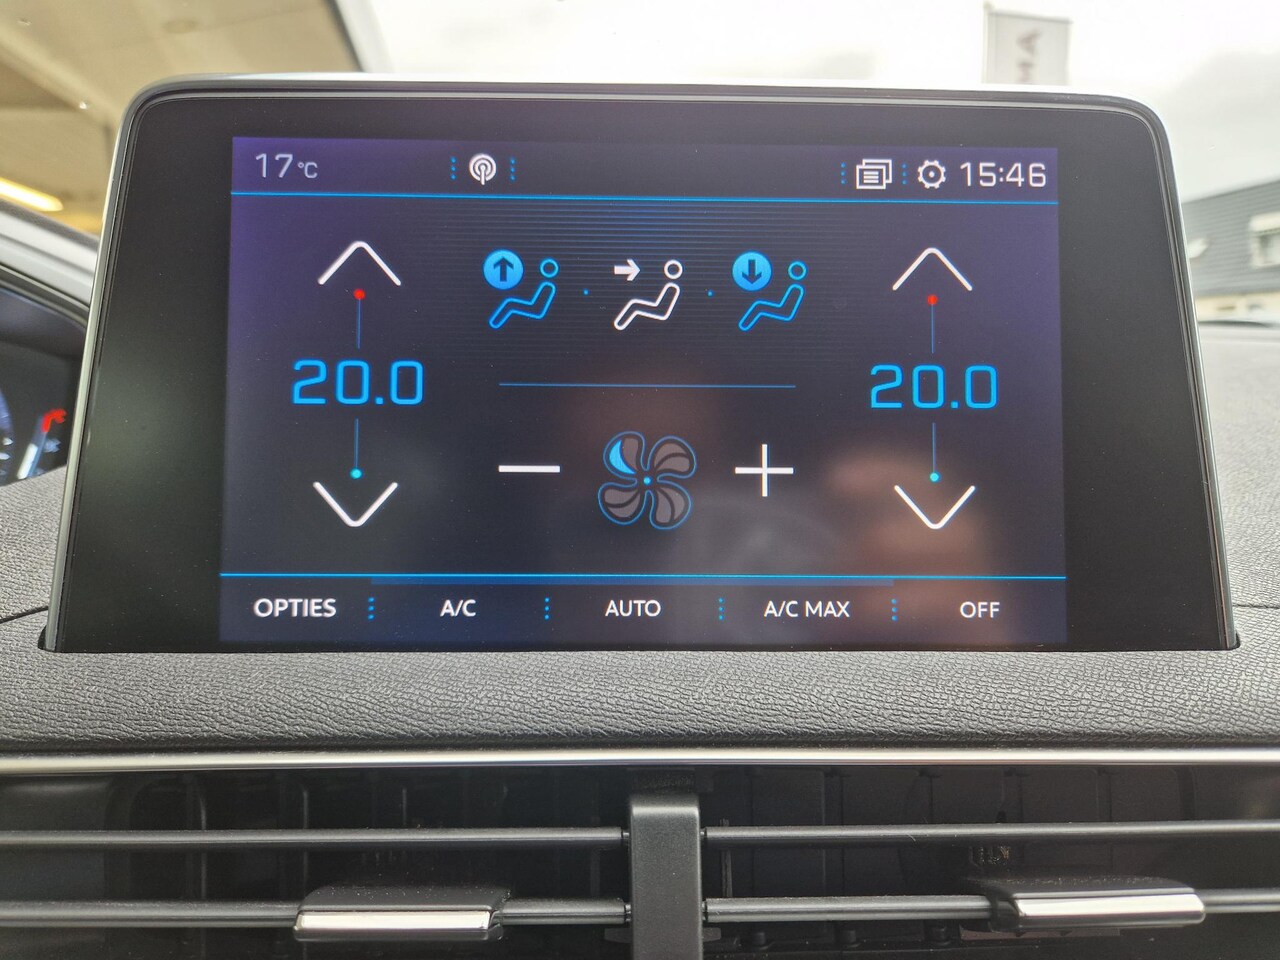 17°C
15:46
20.0
20.0
OPTIES
A/C
AUTO
A/C MAX
OFF